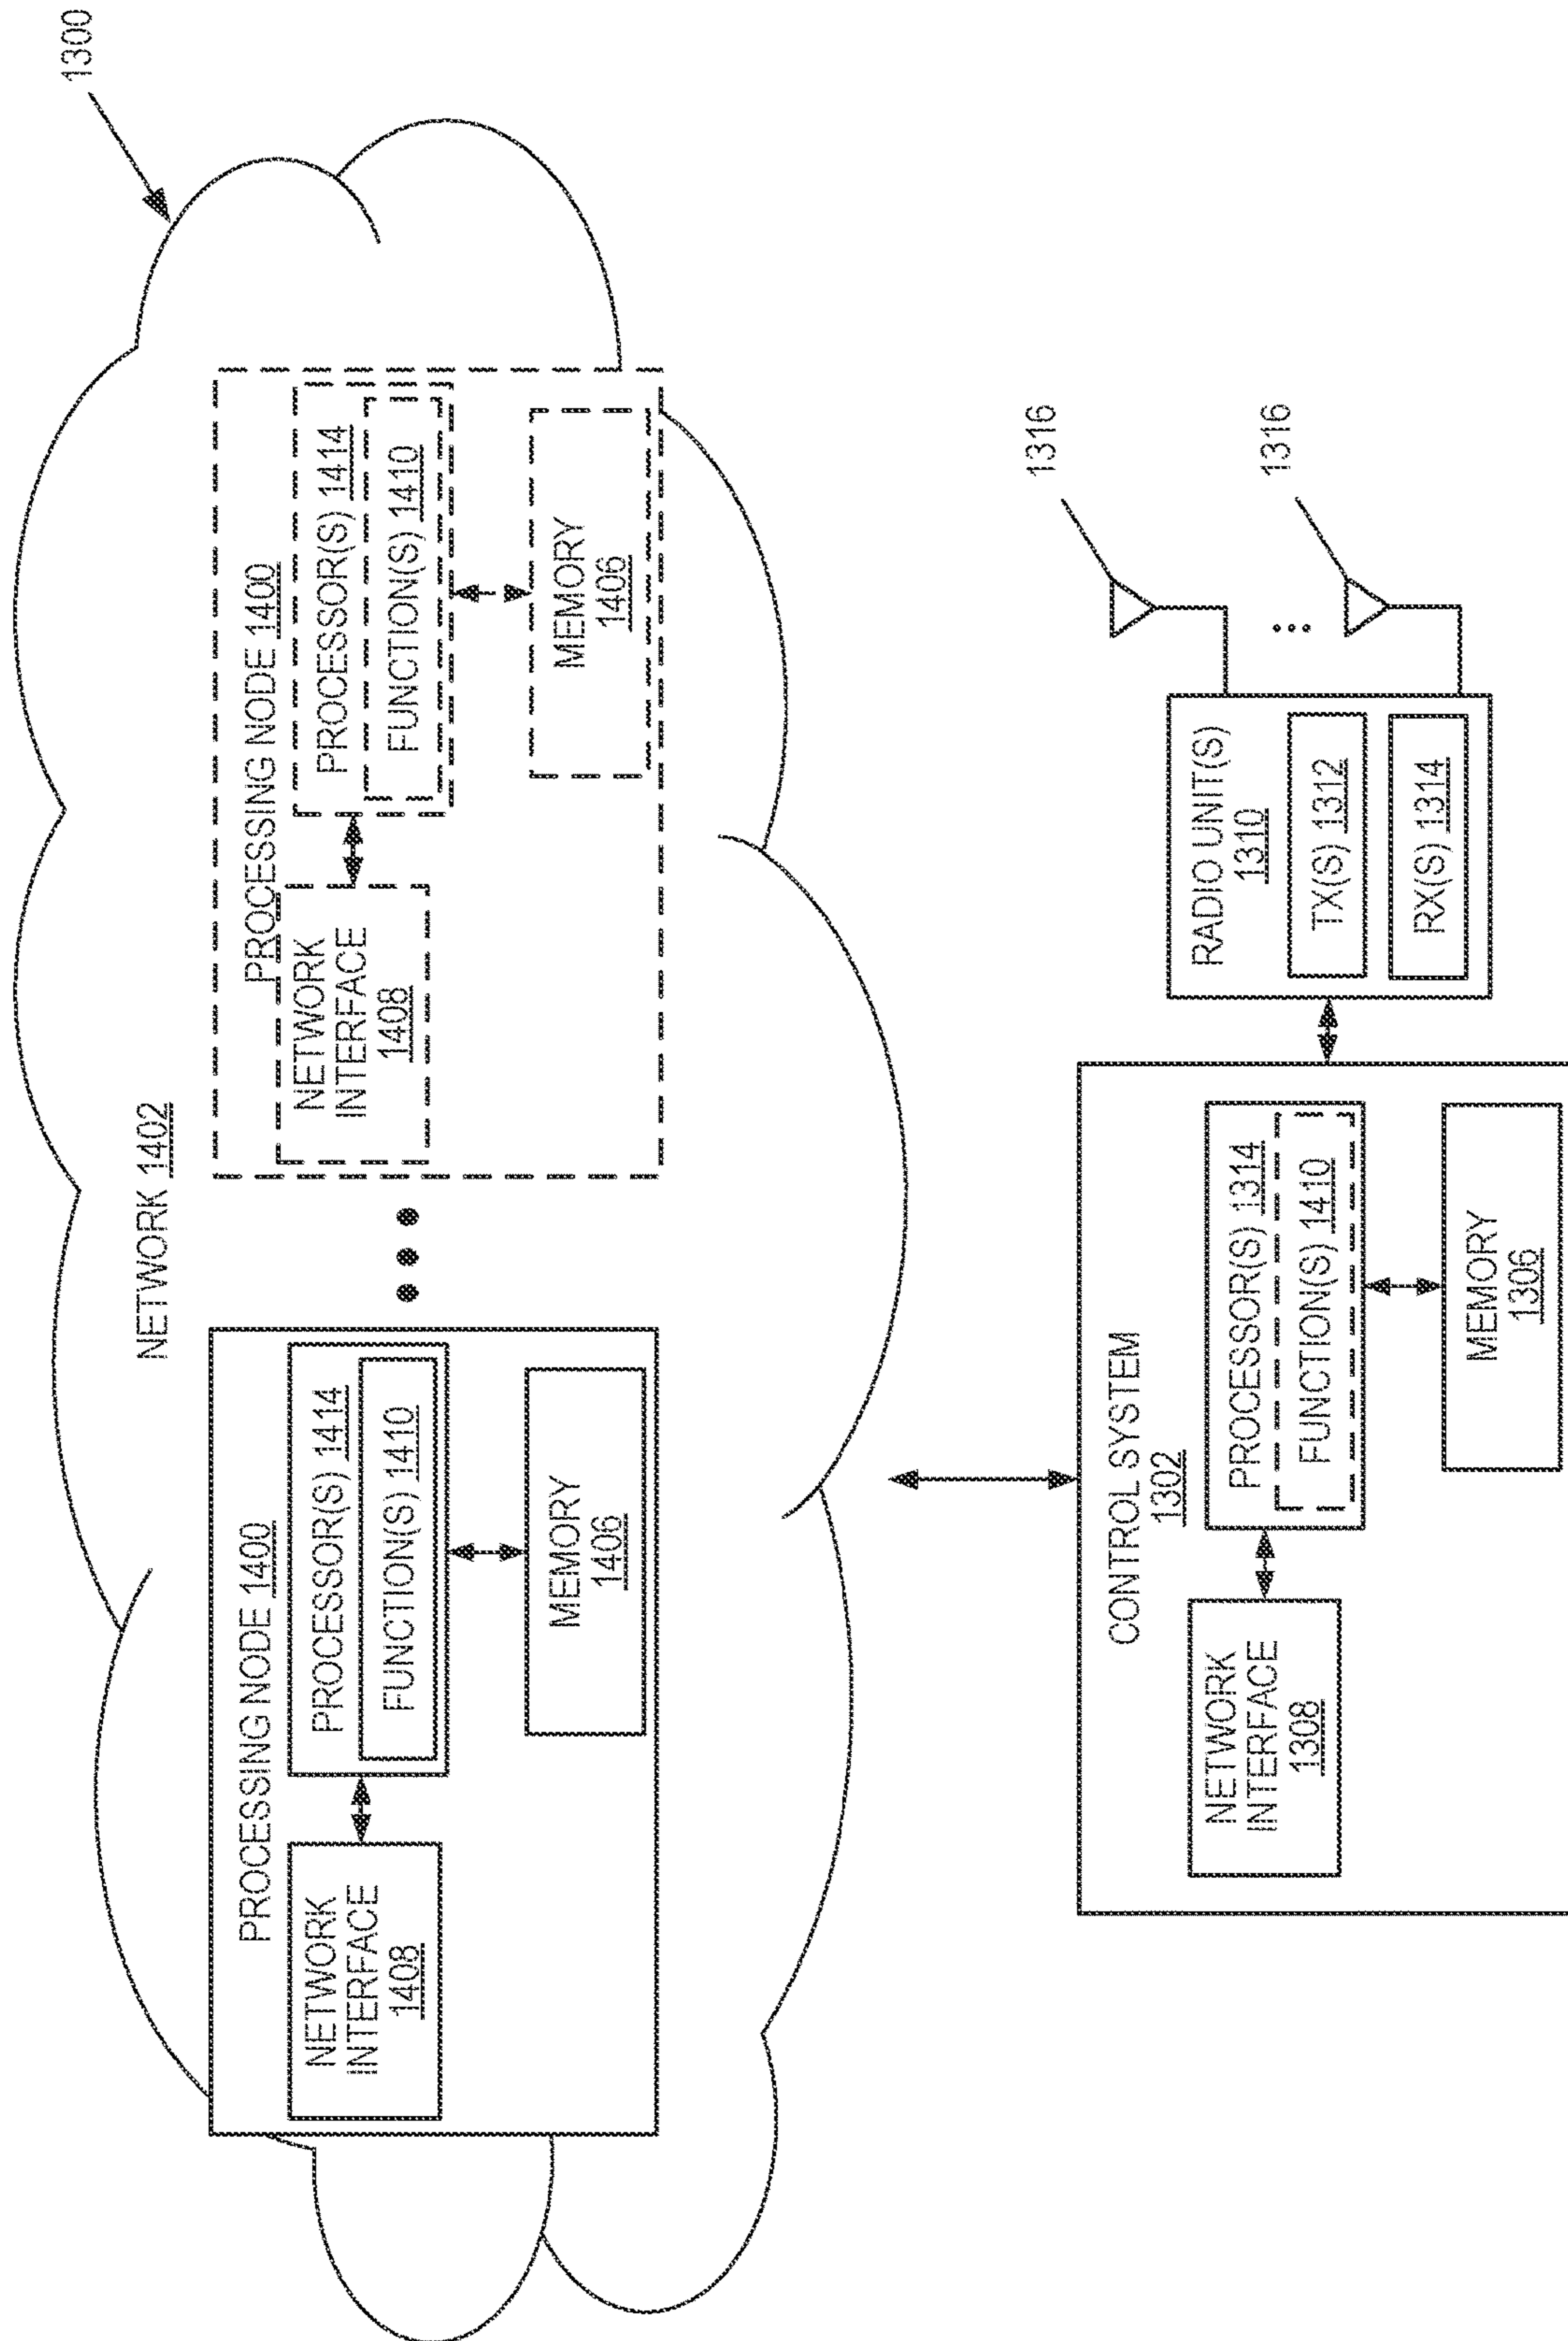 1300
NETWORK 1402
PROCESSING NODE 1400
PROCESSOR(S) 1414
FUNCTION(S) 1410
NETWORK
INTERFACE
1408
MEMORY
1406
PROCESSING NODE 1400
PROCESSOR(S) 1414
FUNCTION(S) 1410
NETWORK
INTERFACE
1408
MEMORY
1406
CONTROL SYSTEM
1302
NETWORK
INTERFACE
1308
PROCESSOR(S) 1314
FUNCTION(S) 1410
MEMORY
1306
RADIO UNIT(S)
1310
TX(S) 1312
RX(S) 1314
1316
1316